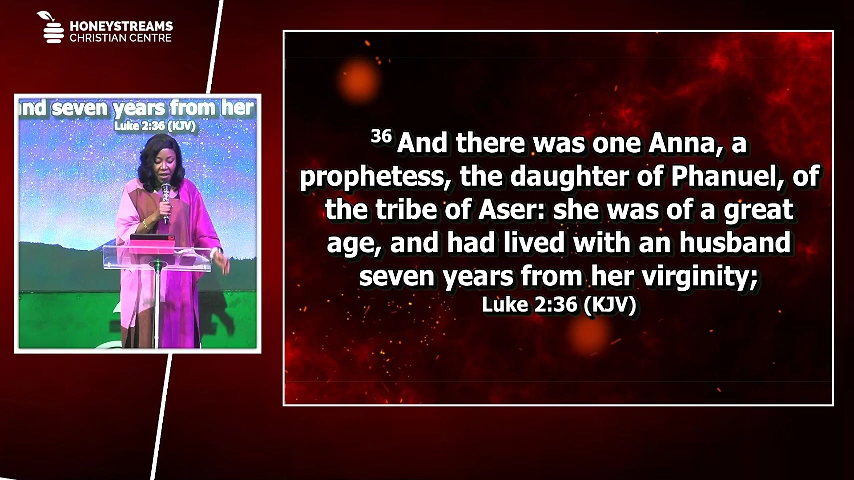 HONEYSTREAMS
CHRISTIAN CENTRE
nd seven years from her
Luke 2:36 (KJV)
36 And there was one Anna, a
prophetess, the daughter of Phanuel, of
the tribe of Aser: she was of a great
age, and had lived with an husband
seven years from her virginity;
Luke 2:36 (KJV)